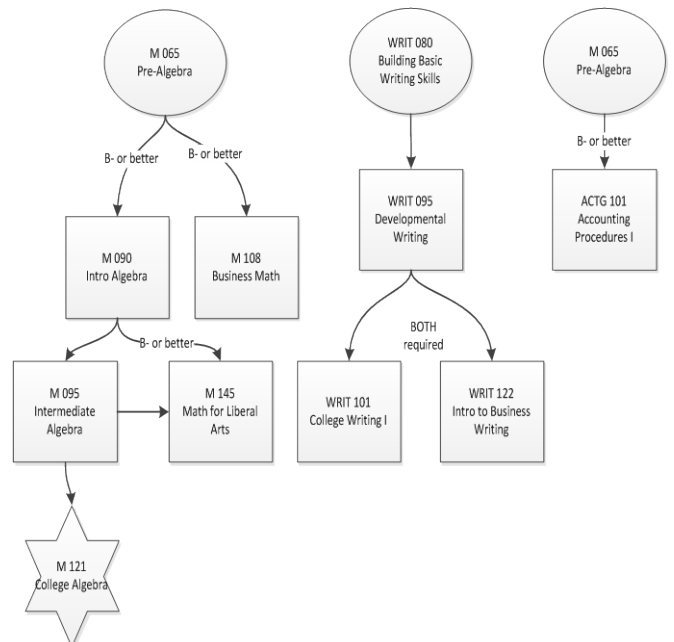 M 065
Pre-Algebra
WRIT 080
Building Basic
Writing Skills
M 065
Pre-Algebra
B- or better
B- or better
B- or better
M 090
Intro Algebra
M 108
Business Math
WRIT 095
Developmental
Writing
ACTG 101
Accounting
Procedures I
B- or better
BOTH
required
M 095
Intermediate
Algebra
M 145
Math for Liberal
Arts
WRIT 101
College Writing I
WRIT 122
Intro to Business
Writing
M 121
College Algebra